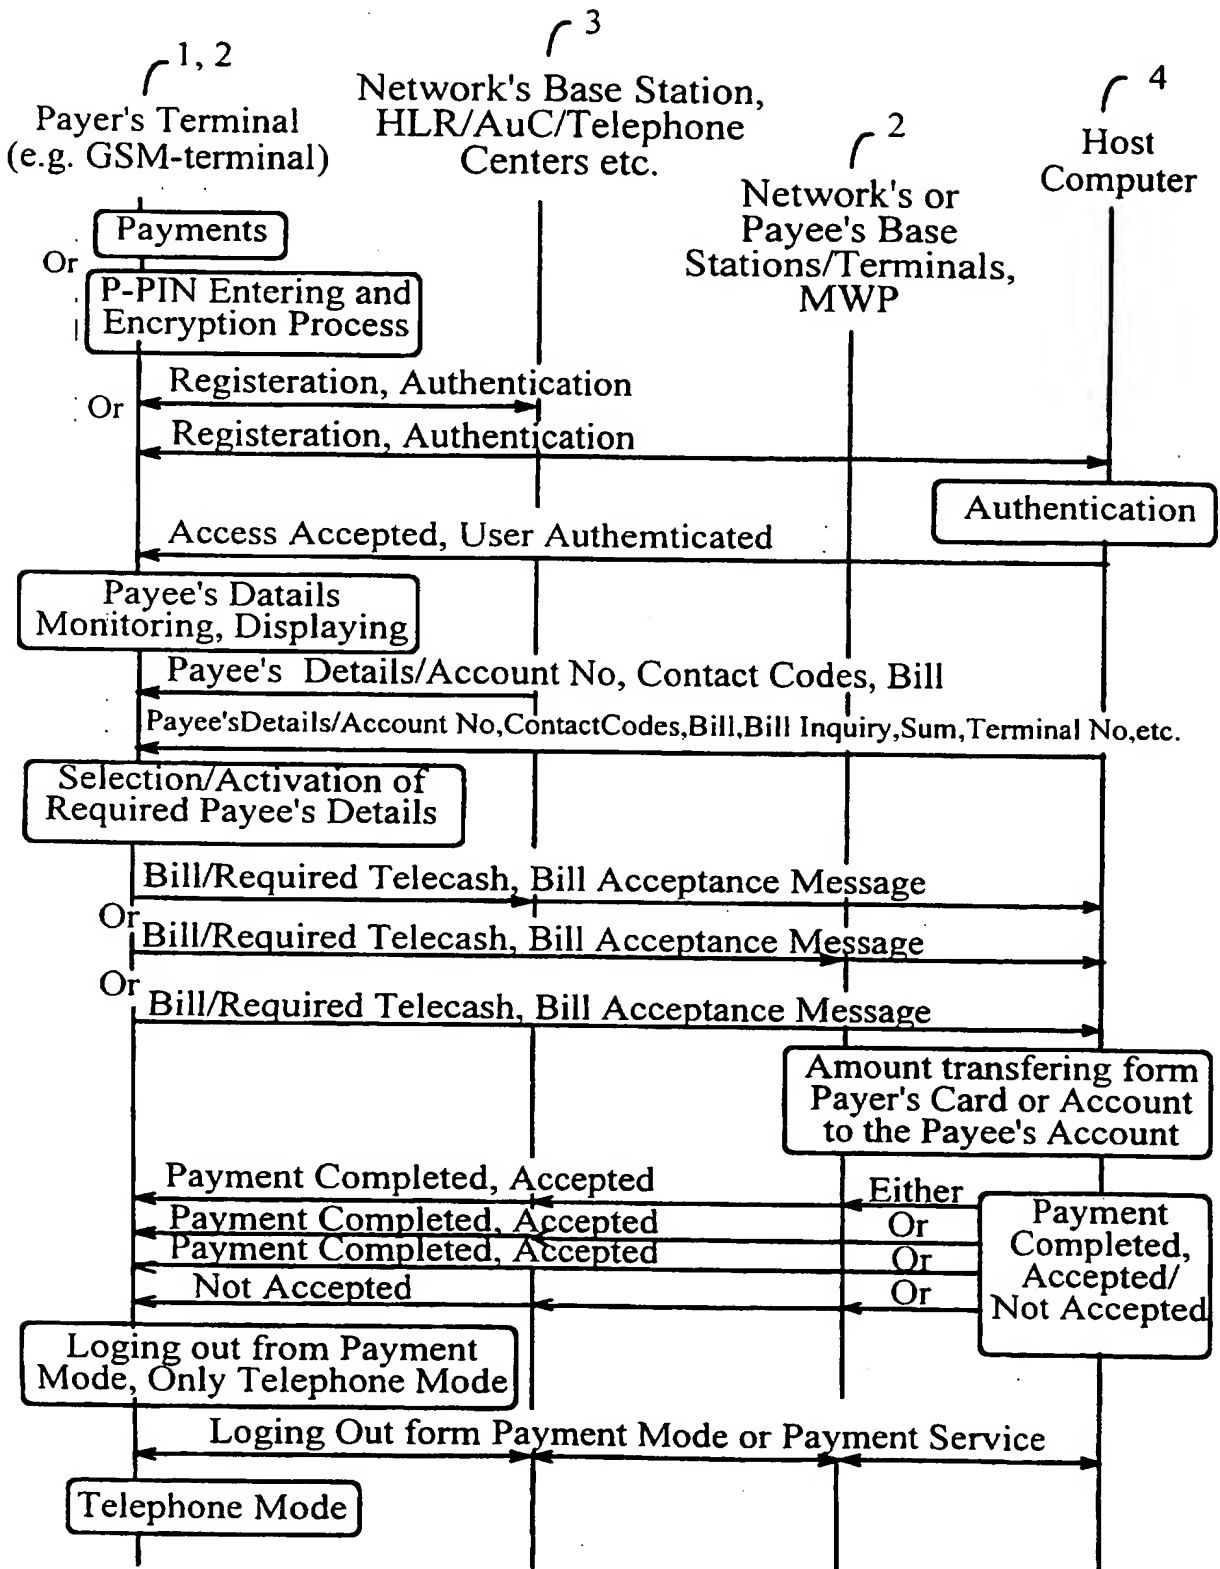 1, 2
3
2
4
Payer's Terminal
(e.g. GSM-terminal)
Network's Base Station,
HLR/AuC/Telephone
Centers etc.
Network's or
Payee's Base
Stations/Terminals,
MWP
Host
Computer
Payments
Or
P-PIN Entering and
Encryption Process
Registeration, Authentication
Or
Registeration, Authentication
Authentication
Access Accepted, User Authemticated
Payee's Datails
Monitoring, Displaying
Payee's Details/Account No, Contact Codes, Bill
Payee'sDetails/Account No,ContactCodes,Bill,Bill Inquiry,Sum,Terminal No,etc.
Selection/Activation of
Required Payee's Details
Bill/Required Telecash, Bill Acceptance Message
Or
Bill/Required Telecash, Bill Acceptance Message
Or
Bill/Required Telecash, Bill Acceptance Message
Amount transfering form
Payer's Card or Account
to the Payee's Account
Payment Completed, Accepted
Either
Payment Completed, Accepted
Or
Payment Completed, Accepted
Or
Not Accepted
Or
Payment
Completed,
Accepted/
Not Accepted
Loging out from Payment
Mode, Only Telephone Mode
Loging Out form Payment Mode or Payment Service
Telephone Mode